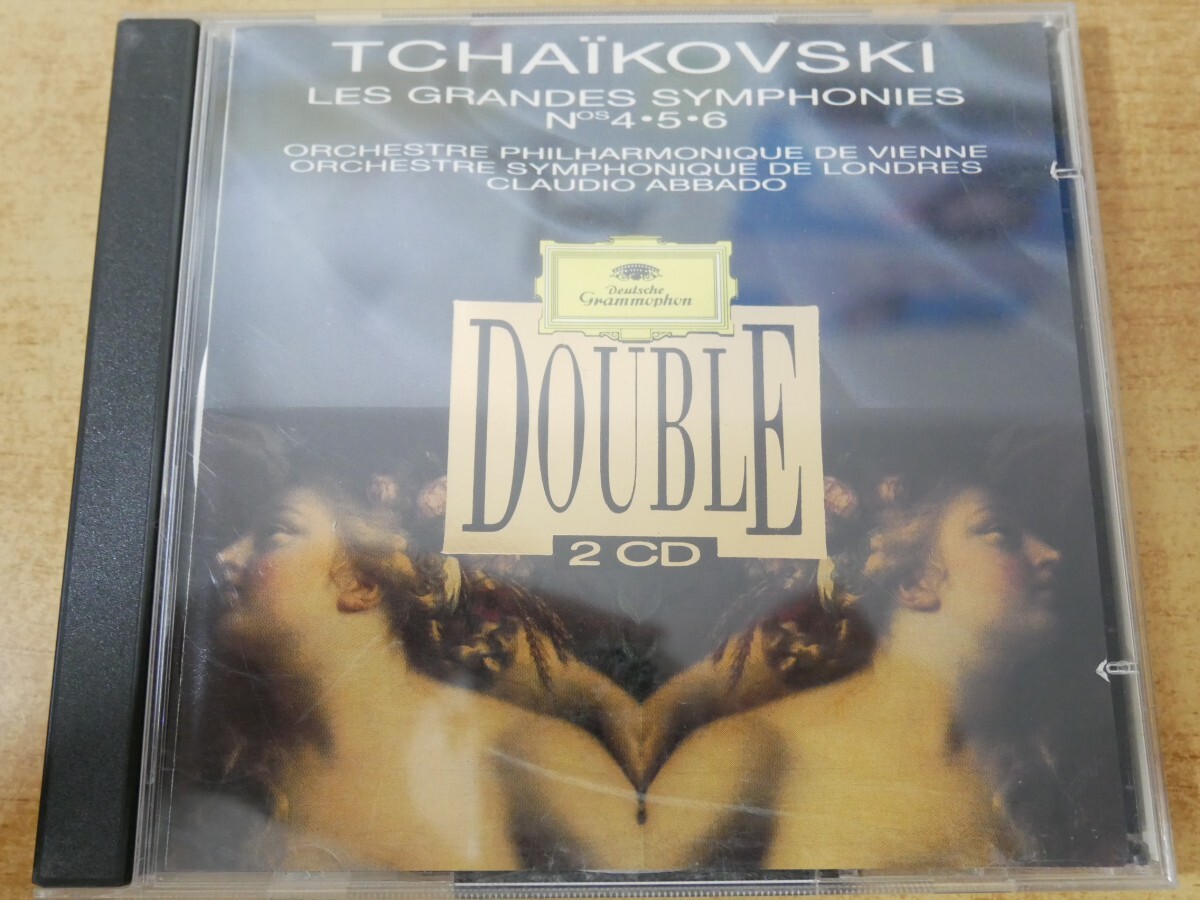 TCHAÏKOVSKI
LES GRANDES SYMPHONIES
Nos 4•5•6
ORCHESTRE PHILHARMONIQUE DE VIENNE
ORCHESTRE SYMPHONIQUE DE LONDRES
CLAUDIO ABBADO
Deutsche
Grammophon
DOUBLE
2 CD